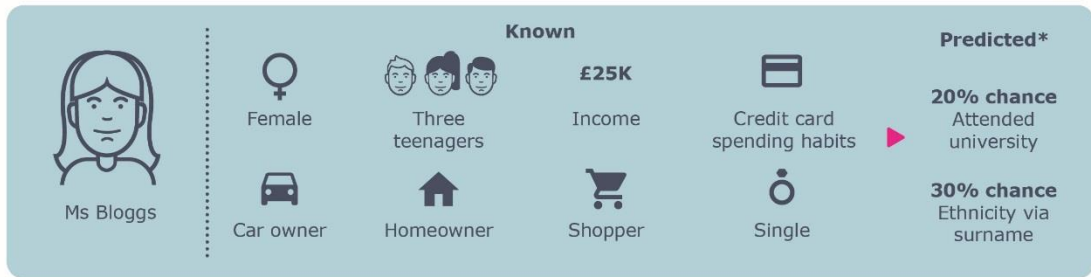 Known
Predicted*
£25K
Female
Three
teenagers
Income
Credit card
spending habits
20% chance
Attended
university
Ms Bloggs
Car owner
Homeowner
Shopper
Single
30% chance
Ethnicity via
surname